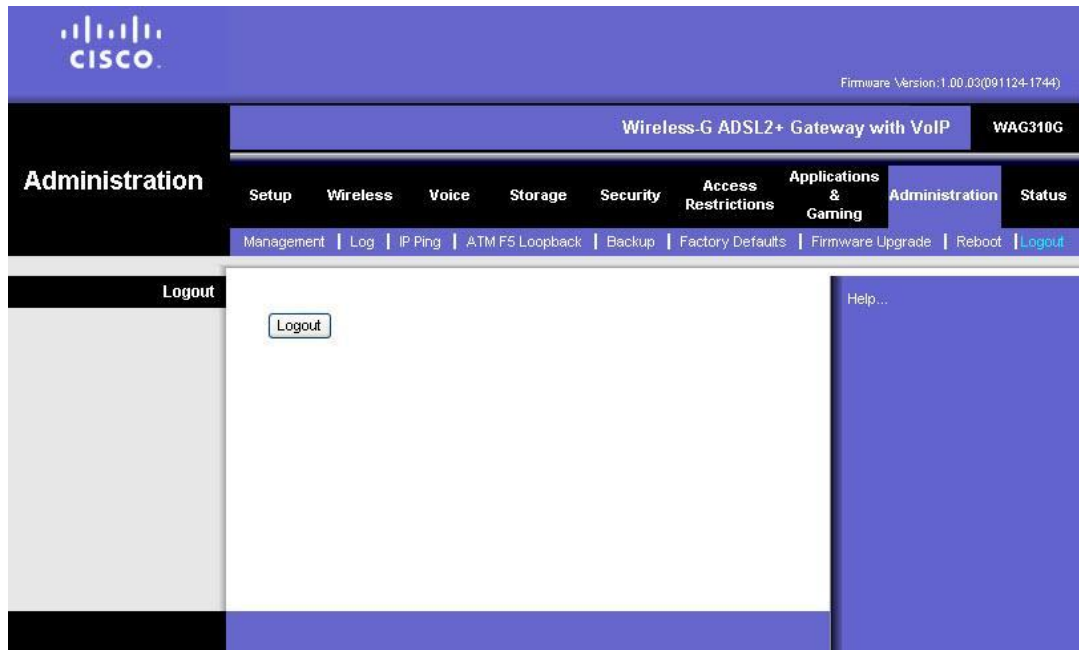 CISCO.
Firmware Version:1.00.03(091124-1744)
Wireless-G ADSL2+ Gateway with VoIP WAG310G
Administration
Setup Wireless Voice Storage Security Access Restrictions Applications & Gaming Administration Status
Management | Log | IP Ping | ATM F5 Loopback | Backup | Factory Defaults | Firmware Upgrade | Reboot | Logout
Logout
Logout
Help...